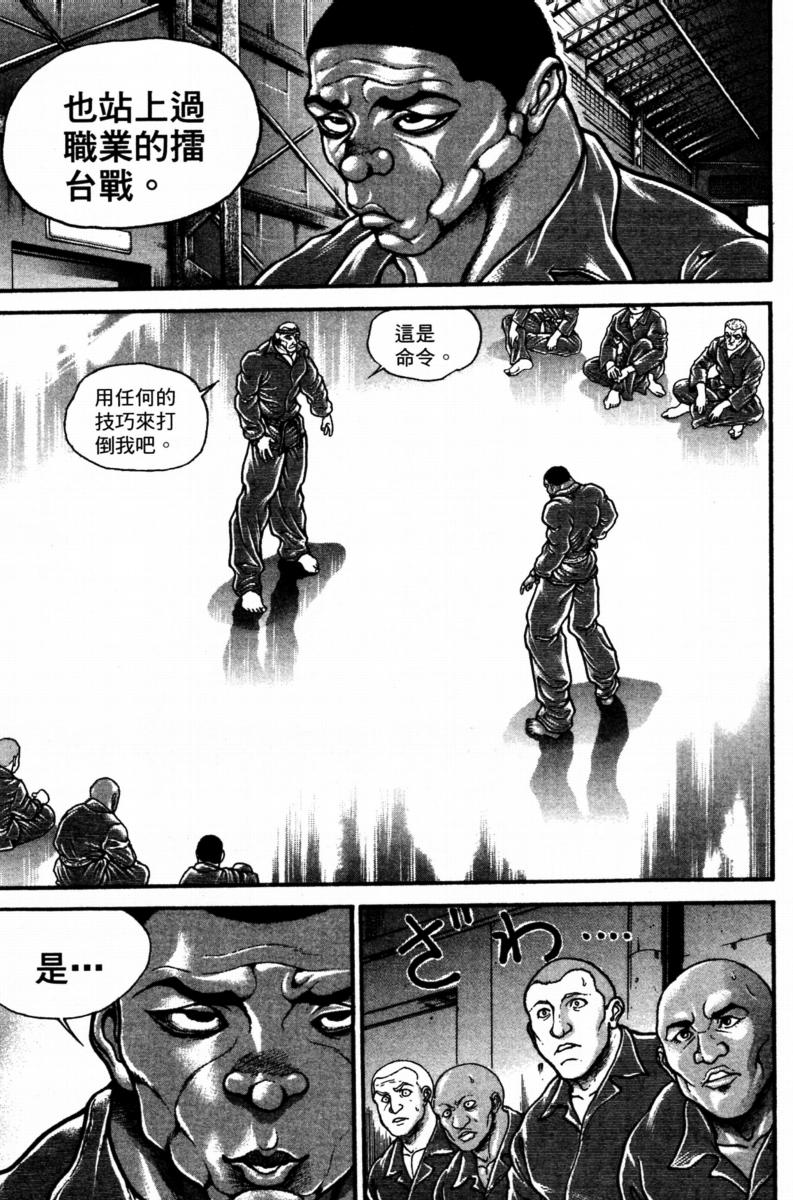 也站上過
職業的擂
台戰。
這是
命令。
用任何的
技巧來打
倒我吧。
ざわ‥‥
是…